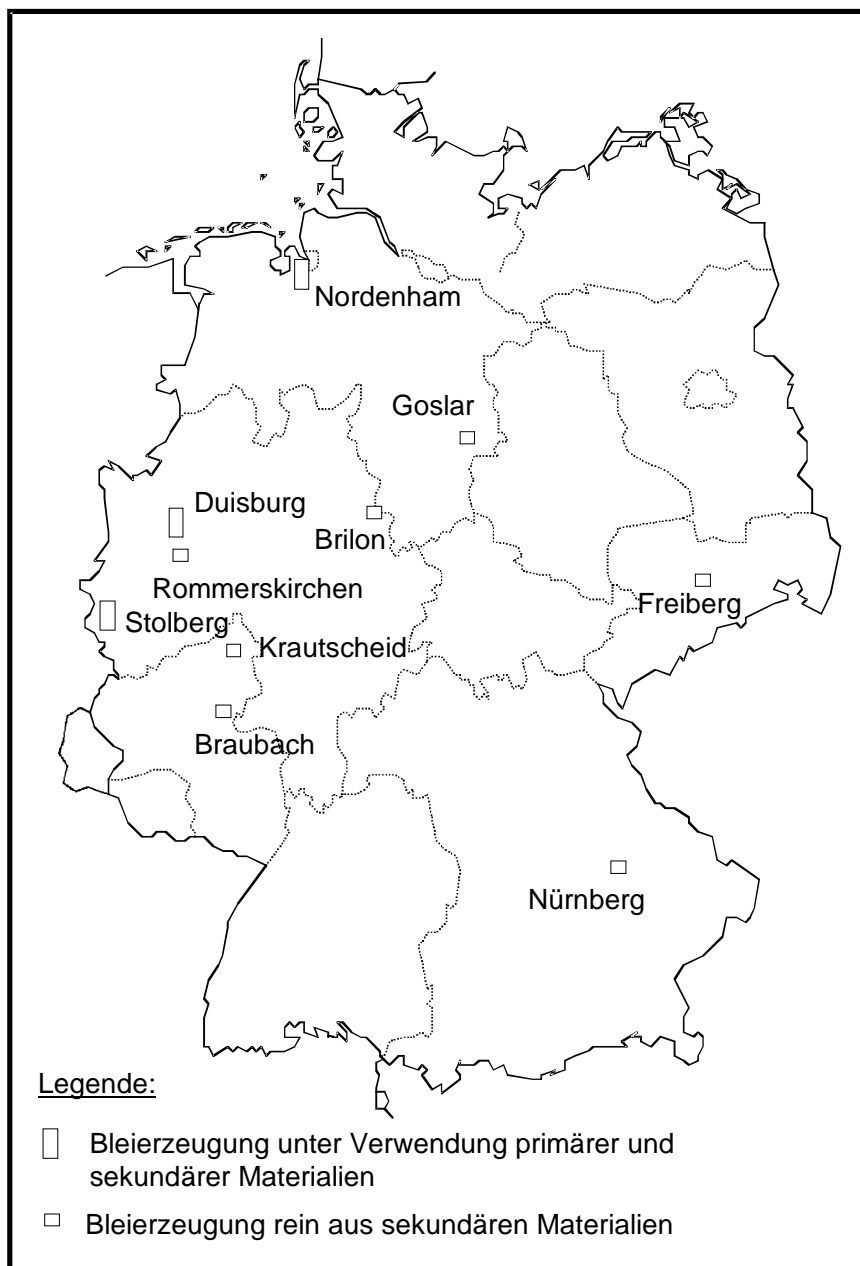 Nordenham
Goslar
Duisburg
Brilon
Rommerskirchen
Freiberg
Stolberg
Krautscheid
Braubach
Nürnberg
Legende:
Bleierzeugung unter Verwendung primärer und
sekundärer Materialien
Bleierzeugung rein aus sekundären Materialien